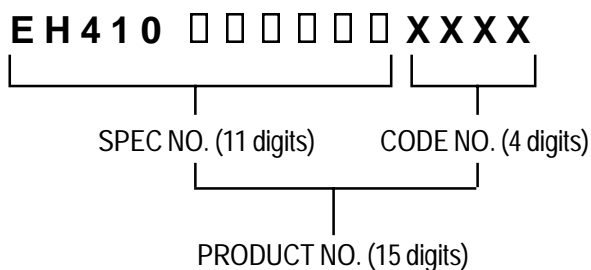 EH410 □□□□□□ XXXX
SPEC NO. (11 digits) CODE NO. (4 digits)
PRODUCT NO. (15 digits)